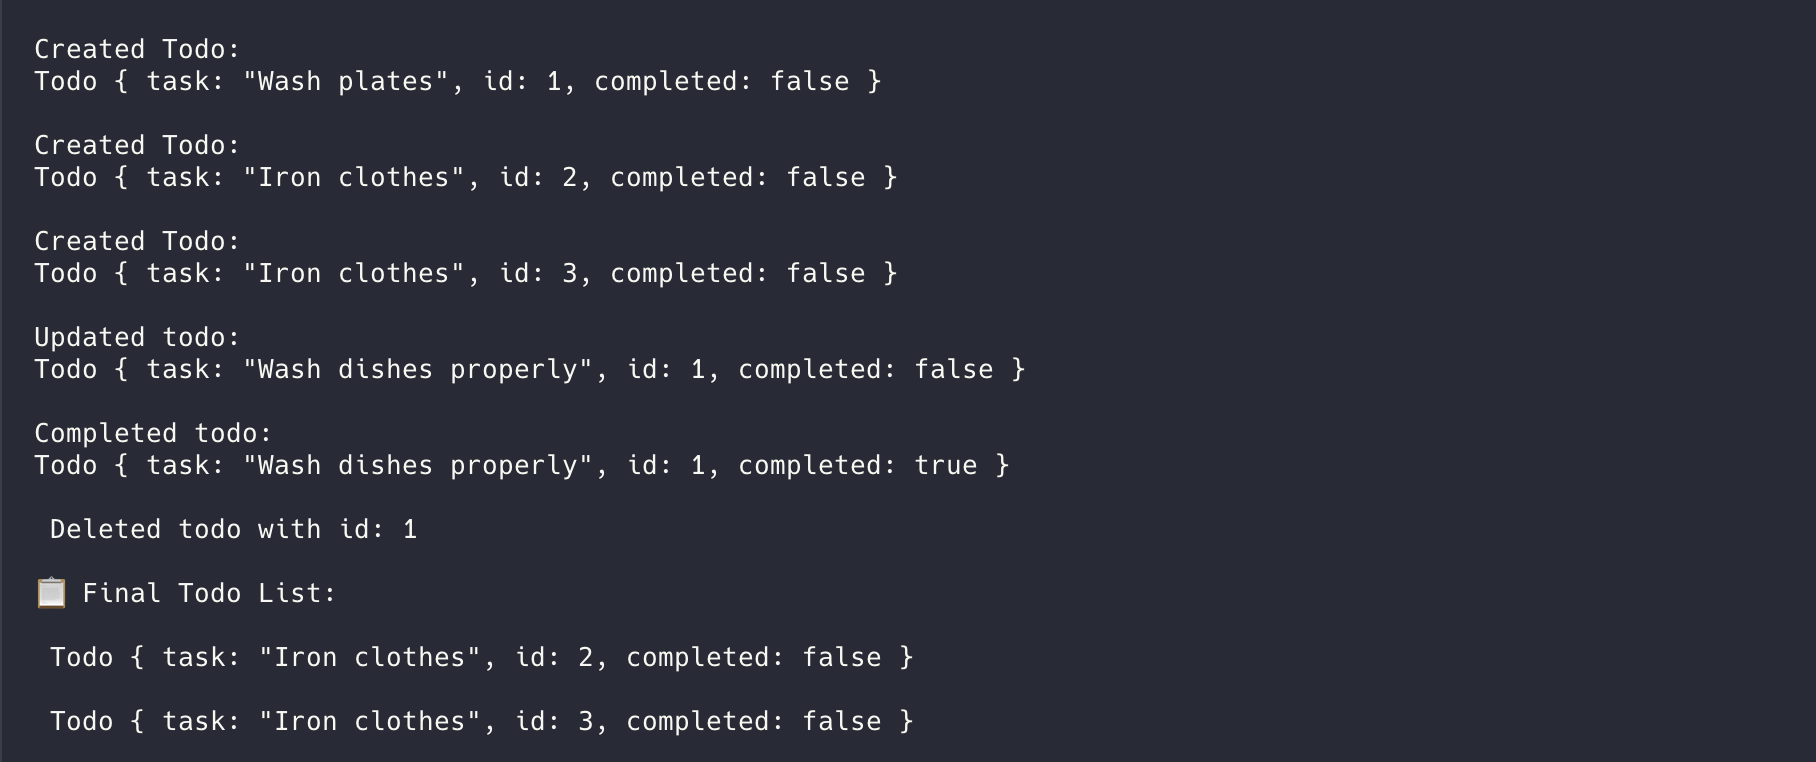 Created Todo:
Todo { task: "Wash plates", id: 1, completed: false }
Created Todo:
Todo { task: "Iron clothes", id: 2, completed: false }
Created Todo:
Todo { task: "Iron clothes", id: 3, completed: false }
Updated todo:
Todo { task: "Wash dishes properly", id: 1, completed: false }
Completed todo:
Todo { task: "Wash dishes properly", id: 1, completed: true }
Deleted todo with id: 1
📋 Final Todo List:
Todo { task: "Iron clothes", id: 2, completed: false }
Todo { task: "Iron clothes", id: 3, completed: false }